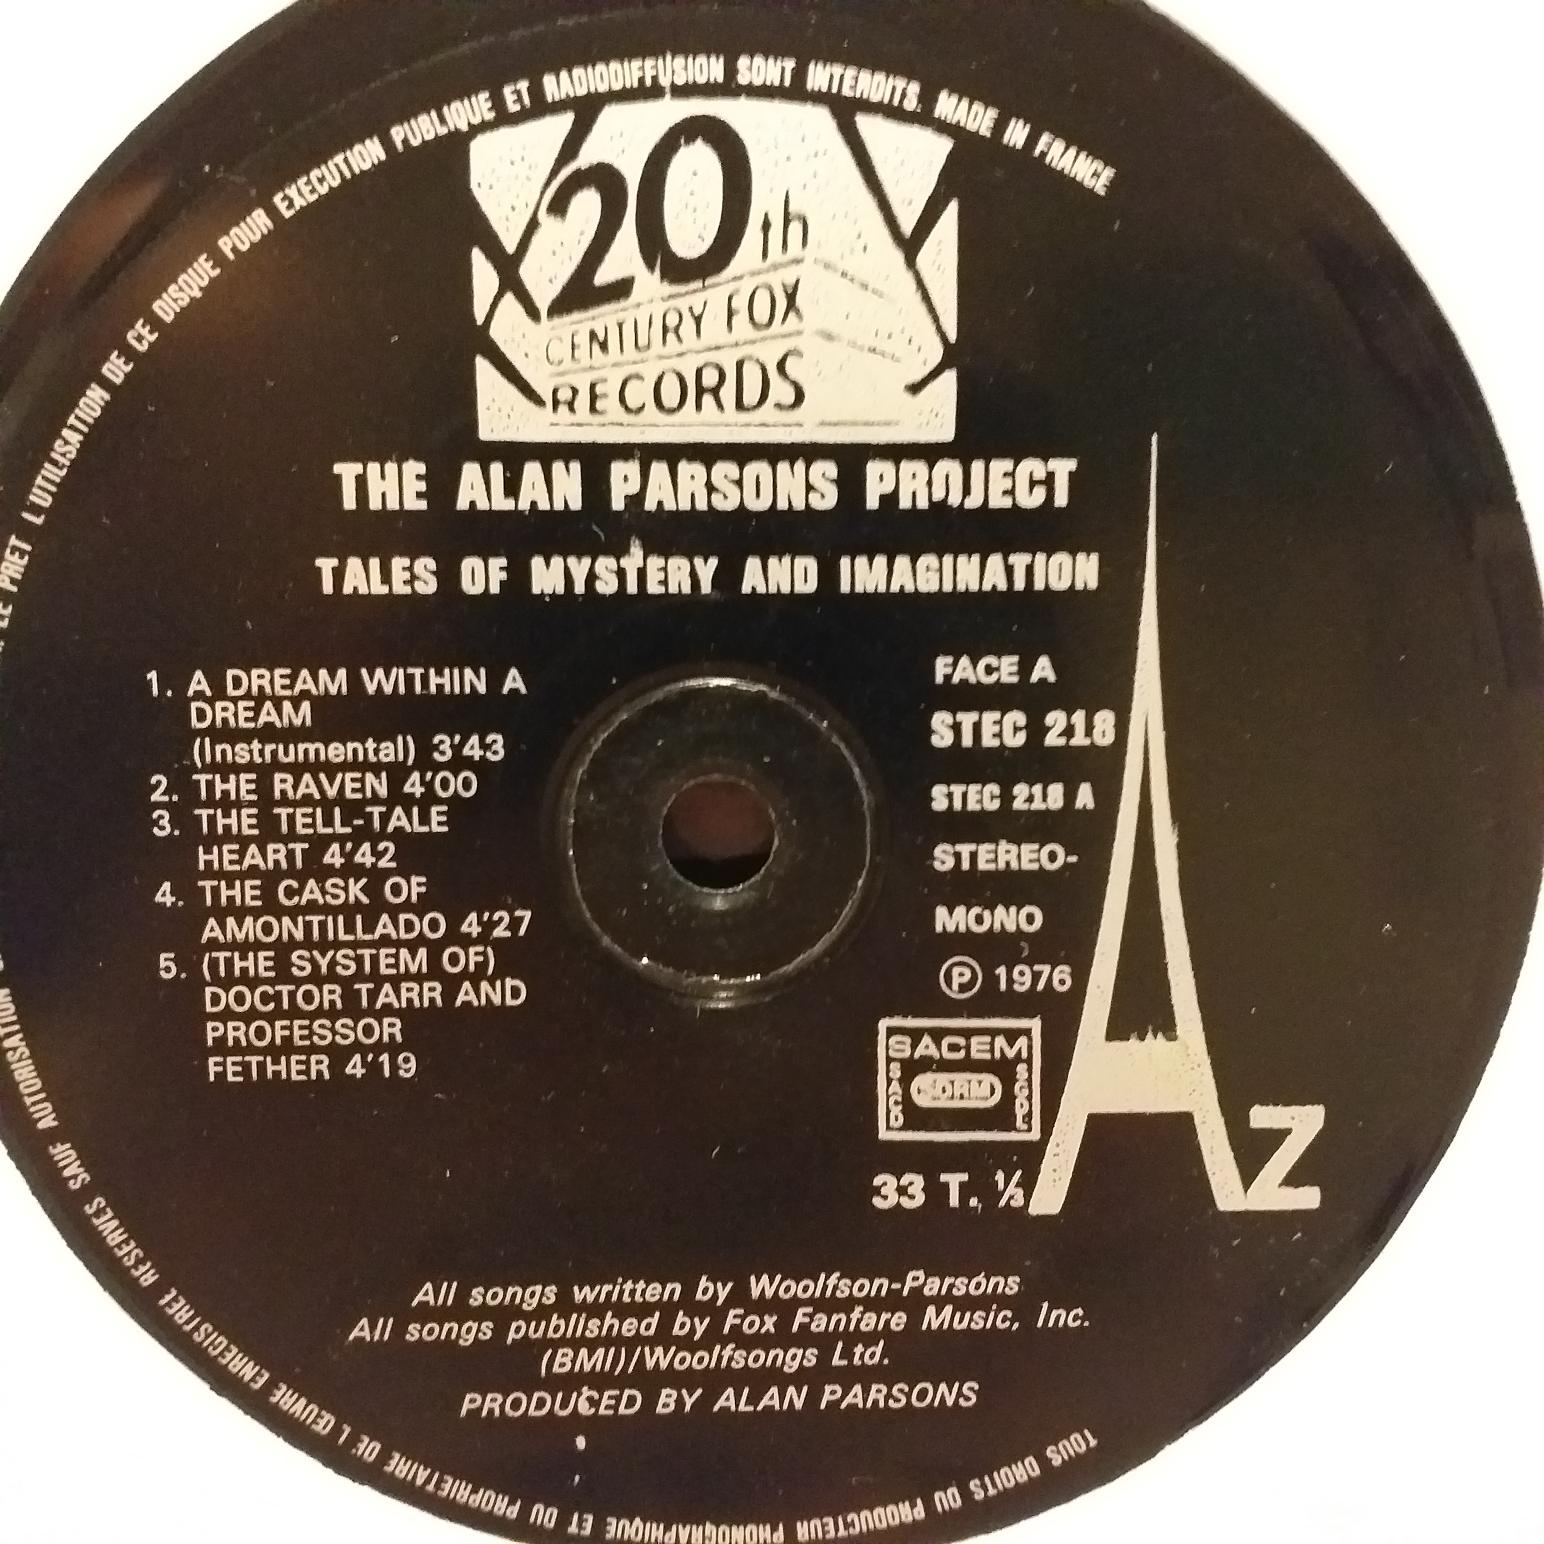 TOUS DROITS DU PRODUCTEUR PHONOGRAPHIQUE ET DU PROPRIETAIRE DE L'ŒUVRE ENREGISTREE RESERVES SAUF AUTORISATION LE PRET L'UTILISATION DE CE DISQUE POUR EXECUTION PUBLIQUE ET RADIODIFFUSION SONT INTERDITS. MADE IN FRANCE
20th
CENTURY FOX
RECORDS
THE ALAN PARSONS PROJECT
TALES OF MYSTERY AND IMAGINATION
1. A DREAM WITHIN A
DREAM
(Instrumental) 3'43
2. THE RAVEN 4'00
3. THE TELL-TALE
HEART 4'42
4. THE CASK OF
AMONTILLADO 4'27
5. (THE SYSTEM OF)
DOCTOR TARR AND
PROFESSOR
FETHER 4'19
FACE A
STEC 218
STEC 218 A
STEREO-
MONO
Ⓟ 1976
SACEM
SACD
SDRM
SGDL
33 T. ⅓
AZ
All songs written by Woolfson-Parsons
All songs published by Fox Fanfare Music, Inc.
(BMI)/Woolfsongs Ltd.
PRODUCED BY ALAN PARSONS